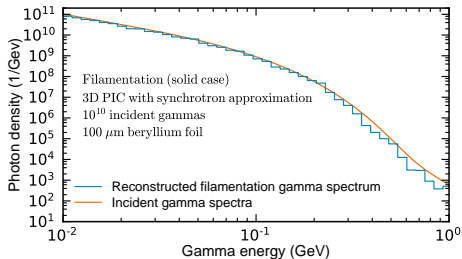 10^11
10^10
10^9
10^8
10^7
10^6
10^5
10^4
10^3
10^2
10^1
Photon density (1/Gev)
Filamentation (solid case)
3D PIC with synchrotron approximation
10^10 incident gammas
100 μm beryllium foil
Reconstructed filamentation gamma spectrum
Incident gamma spectra
10^-2 10^-1 10^0
Gamma energy (GeV)